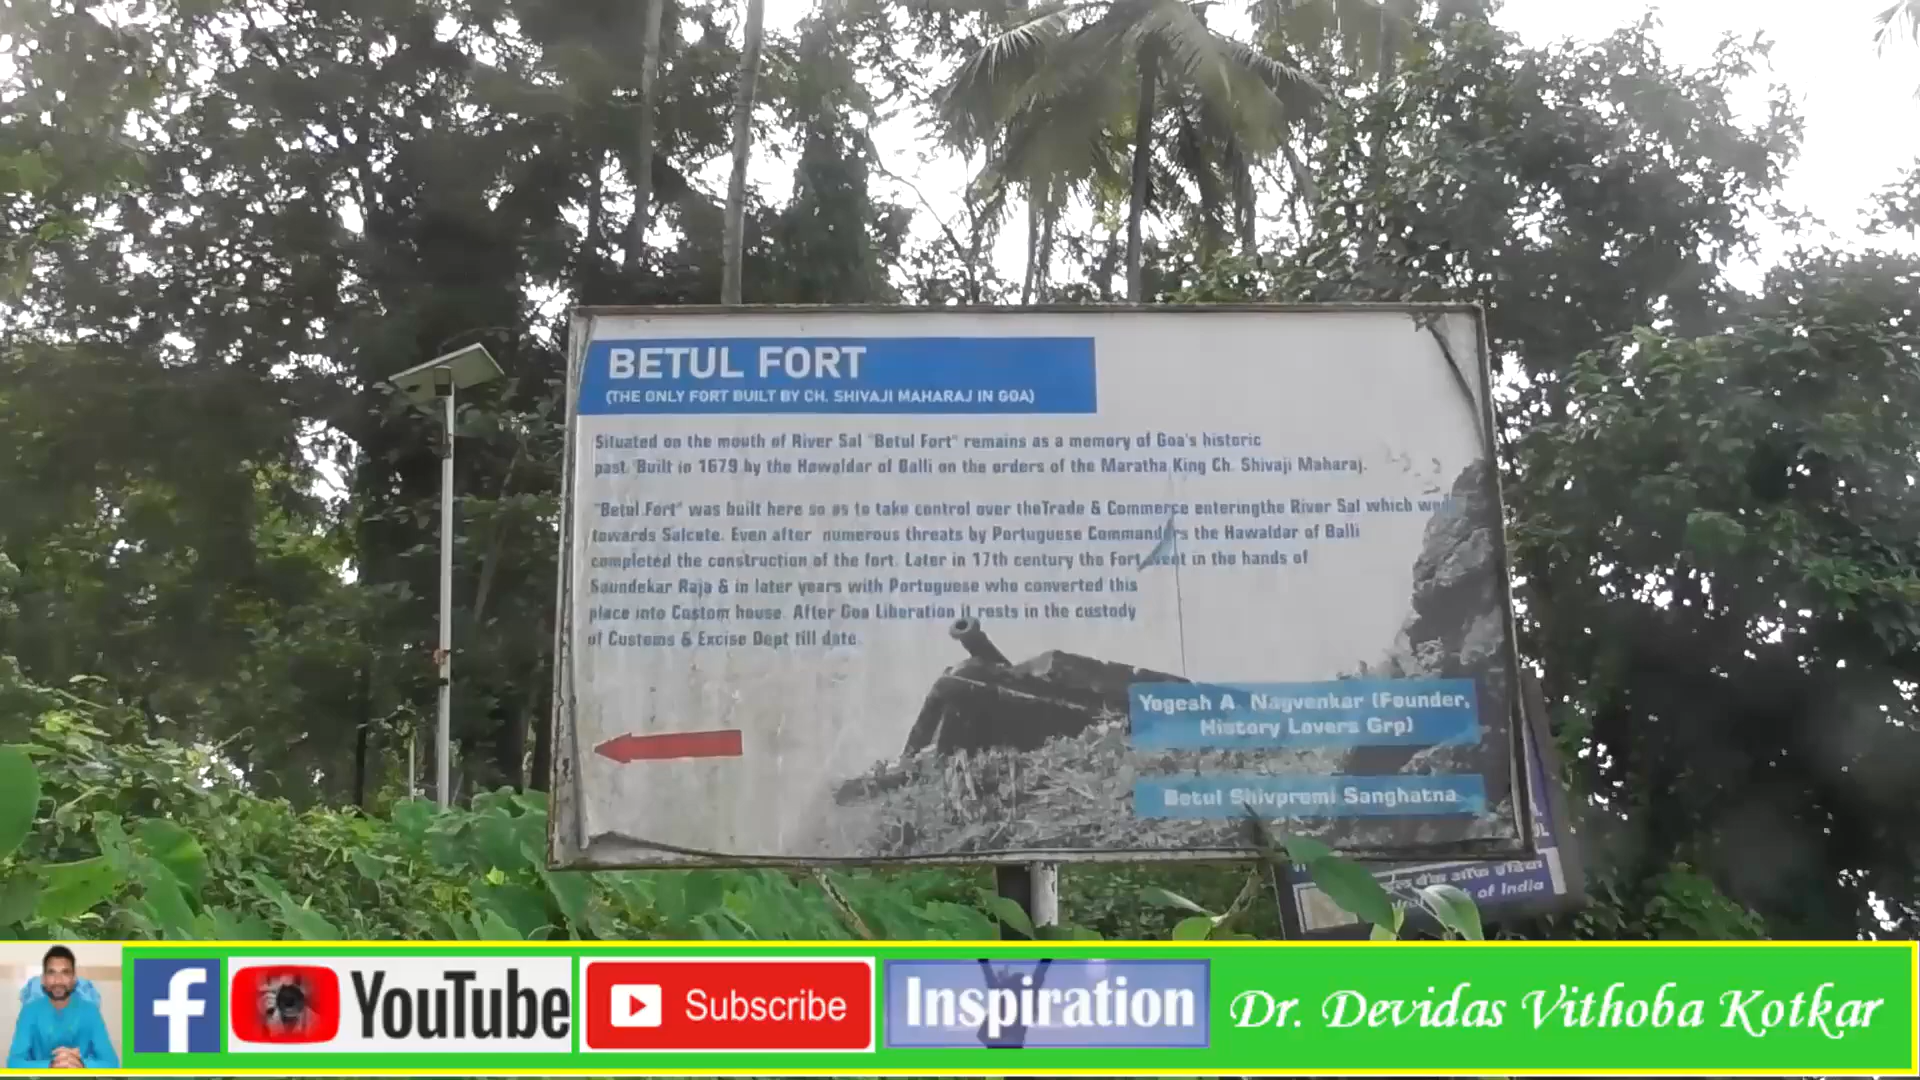 BETUL FORT
(THE ONLY FORT BUILT BY CH. SHIVAJI MAHARAJ IN GOA)
Situated on the mouth of River Sal "Betul Fort" remains as a memory of Goa's historic
past. Built in 1679 by the Hawaldar of Balli on the orders of the Maratha King Ch. Shivaji Maharaj.
"Betul Fort" was built here so as to take control over theTrade & Commerce enteringthe River Sal which
towards Salcete. Even after numerous threats by Portuguese Commanders the Hawaldar of Balli
completed the construction of the fort. Later in 17th century the Fort went in the hands of
Saundekar Raja & in later years with Portoguese who converted this
place into Custom house. After Goa Liberation it rests in the custody
of Customs & Excise Dept till date.
Yogesh A. Nagvenkar (Founder,
History Lovers Grp)
Betul Shivpremi Sanghatna
बैंक ऑफ इंडिया
of India
f YouTube Subscribe Inspiration Dr. Devidas Vithoba Kotkar